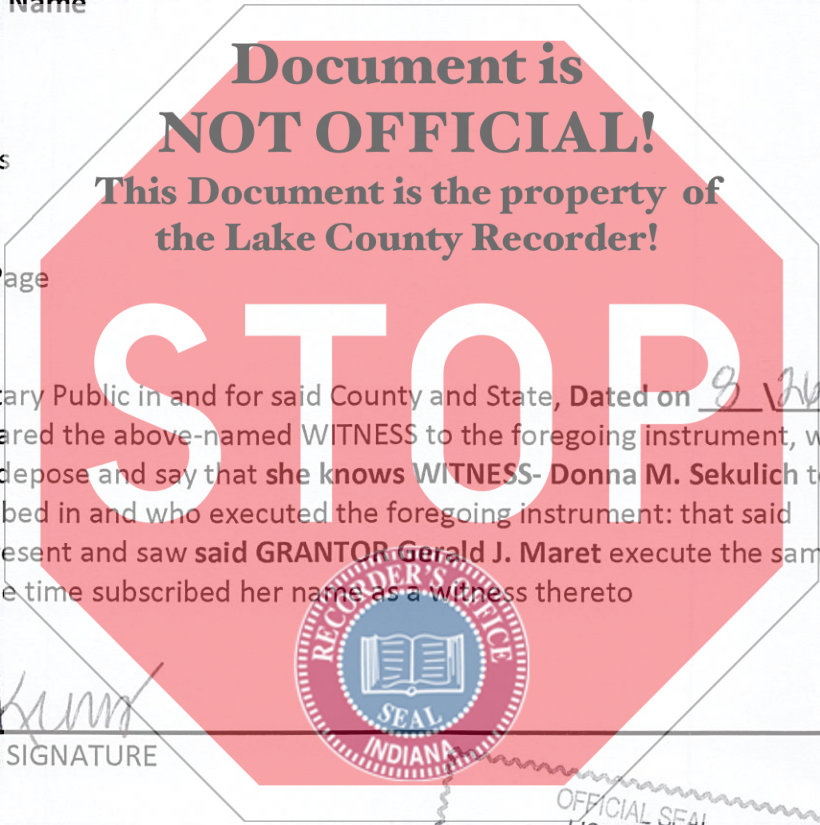 Name
Document is
NOT OFFICIAL!
This Document is the property of
the Lake County Recorder!
s
Page
STOP
tary Public in and for said County and State, Dated on 8 \26
ared the above-named WITNESS to the foregoing instrument, w
depose and say that she knows WITNESS- Donna M. Sekulich to
bed in and who executed the foregoing instrument: that said
esent and saw said GRANTOR Gerald J. Maret execute the sam
e time subscribed her name as a witness thereto
RECORDER'S OFFICE
SEAL
INDIANA
SIGNATURE
OFFICIAL SEAL